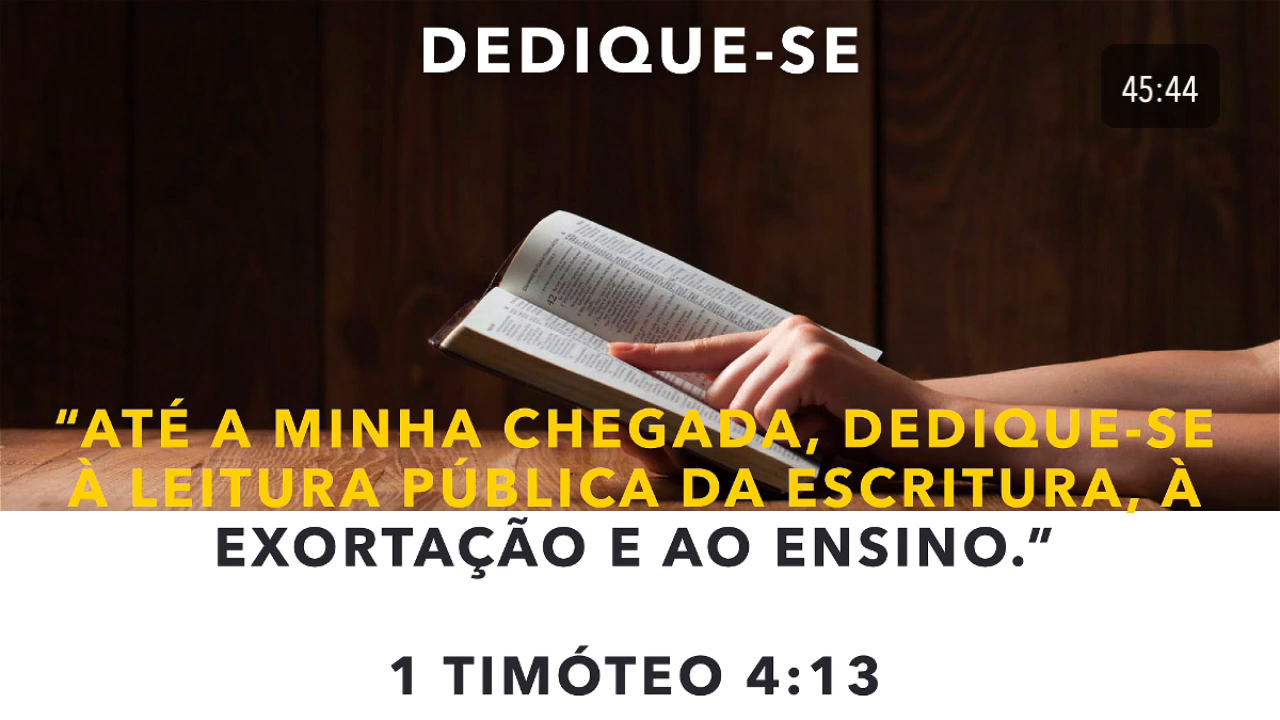 DEDIQUE-SE
45:44
“ATÉ A MINHA CHEGADA, DEDIQUE-SE
À LEITURA PÚBLICA DA ESCRITURA, À
EXORTAÇÃO E AO ENSINO.”
1 TIMÓTEO 4:13